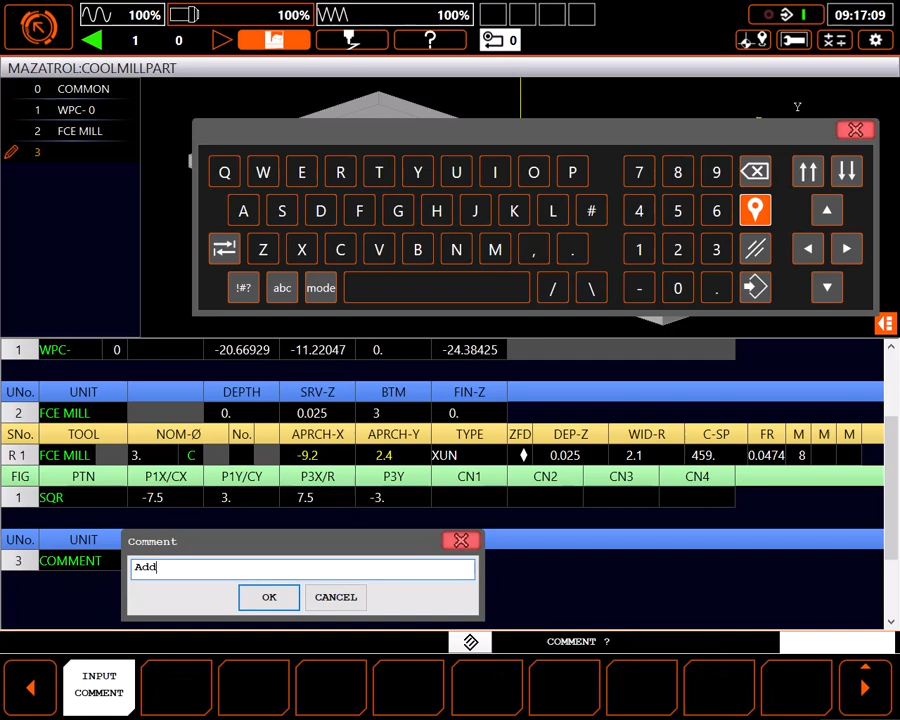 100% 100% 100% 09:17:09
1 0 ? 0
MAZATROL:COOLMILLPART
0 COMMON
1 WPC- 0
2 FCE MILL
3
Y
Q W E R T Y U I O P 7 8 9
A S D F G H J K L # 4 5 6
Z X C V B N M , . 1 2 3
!#? abc mode / \ - 0 .
1 WPC- 0 -20.66929 -11.22047 0. -24.38425
UNo. UNIT DEPTH SRV-Z BTM FIN-Z
2 FCE MILL 0. 0.025 3 0.
SNo. TOOL NOM-Ø No. APRCH-X APRCH-Y TYPE ZFD DEP-Z WID-R C-SP FR M M M
R 1 FCE MILL 3. C -9.2 2.4 XUN ♦ 0.025 2.1 459. 0.0474 8
FIG PTN P1X/CX P1Y/CY P3X/R P3Y CN1 CN2 CN3 CN4
1 SQR -7.5 3. 7.5 -3.
UNo. UNIT
3 COMMENT
Comment
Add
OK CANCEL
COMMENT ?
INPUT
COMMENT